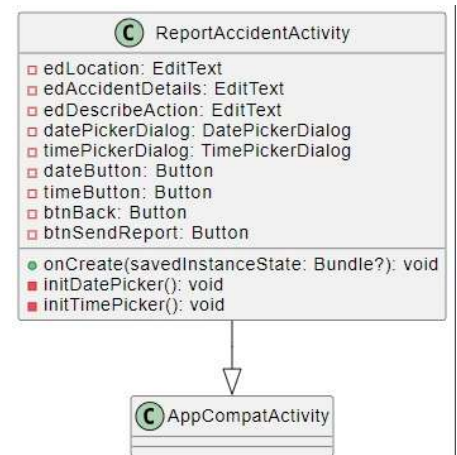 C ReportAccidentActivity
edLocation: EditText
edAccidentDetails: EditText
edDescribeAction: EditText
datePickerDialog: DatePickerDialog
timePickerDialog: TimePickerDialog
dateButton: Button
timeButton: Button
btnBack: Button
btnSendReport: Button
onCreate(savedInstanceState: Bundle?): void
initDatePicker(): void
initTimePicker(): void
C AppCompatActivity